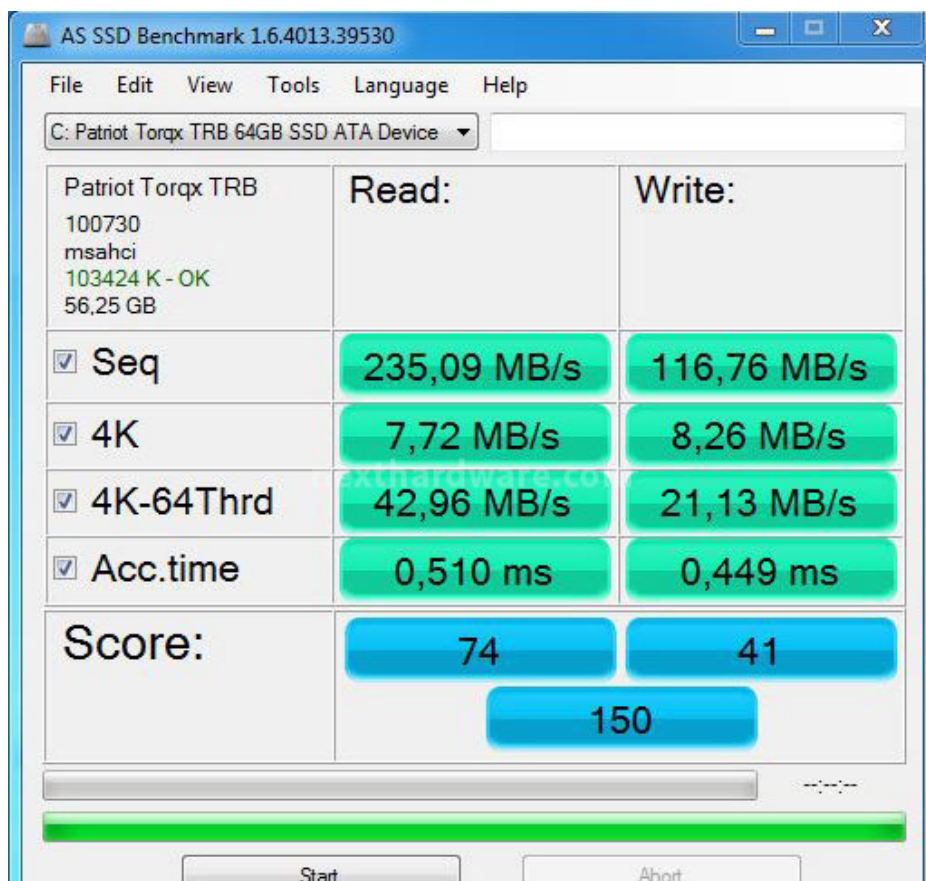 AS SSD Benchmark 1.6.4013.39530
File Edit View Tools Language Help
C: Patriot Torqx TRB 64GB SSD ATA Device
Patriot Torqx TRB
100730
msahci
103424 K - OK
56,25 GB
Read: Write:
Seq 235,09 MB/s 116,76 MB/s
4K 7,72 MB/s 8,26 MB/s
nexthardware.com
4K-64Thrd 42,96 MB/s 21,13 MB/s
Acc.time 0,510 ms 0,449 ms
Score: 74 41
150
--:--:--
Start Abort